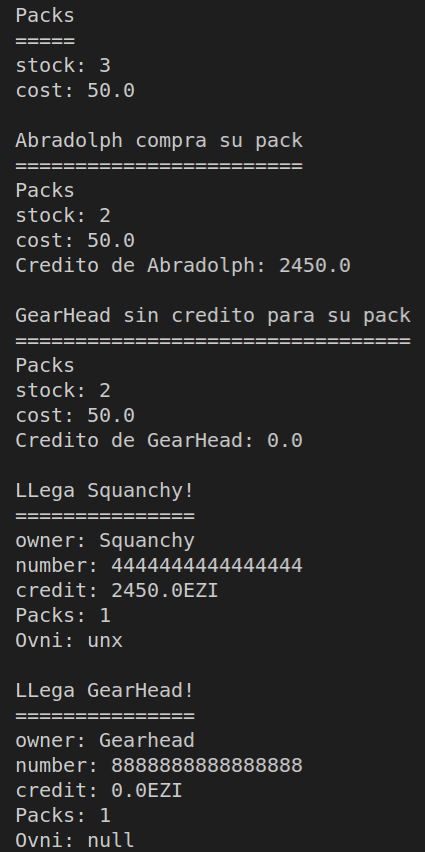 Packs
=====
stock: 3
cost: 50.0

Abradolph compra su pack
========================
Packs
stock: 2
cost: 50.0
Credito de Abradolph: 2450.0

GearHead sin credito para su pack
=================================
Packs
stock: 2
cost: 50.0
Credito de GearHead: 0.0

LLega Squanchy!
===============
owner: Squanchy
number: 4444444444444444
credit: 2450.0EZI
Packs: 1
Ovni: unx

LLega GearHead!
===============
owner: Gearhead
number: 8888888888888888
credit: 0.0EZI
Packs: 1
Ovni: null